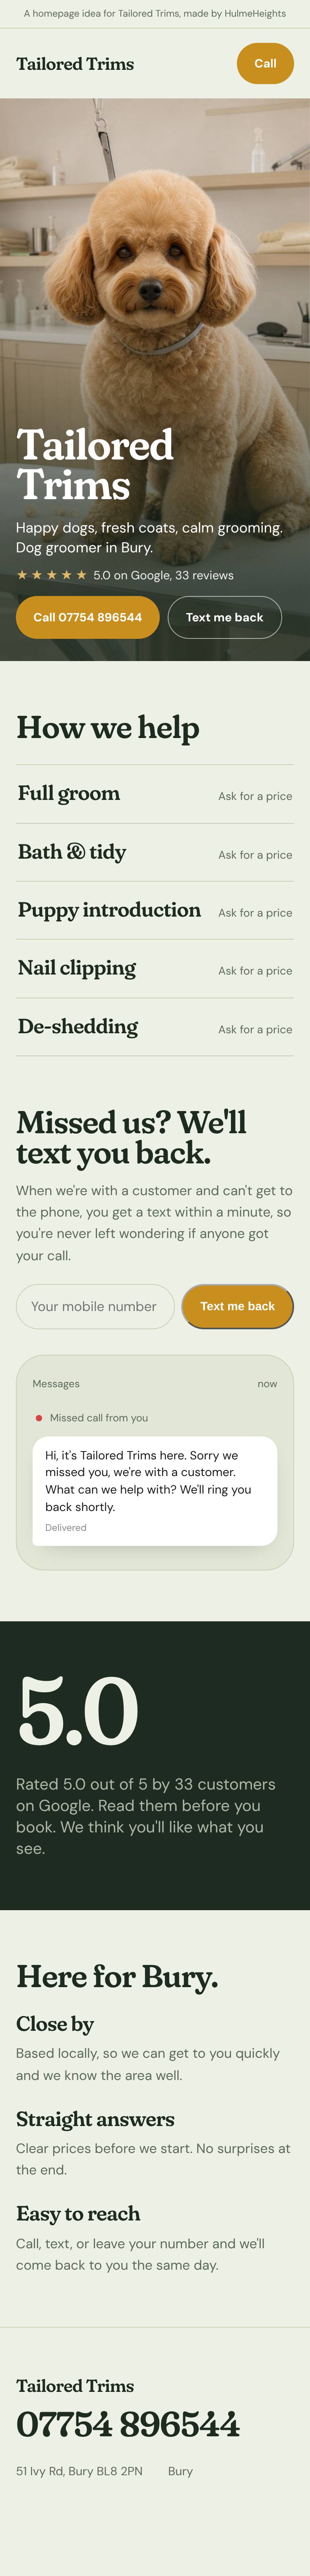 A homepage idea for Tailored Trims, made by HulmeHeights
Tailored Trims
Call
Tailored
Trims
Happy dogs, fresh coats, calm grooming.
Dog groomer in Bury.
★ ★ ★ ★ ★ 5.0 on Google, 33 reviews
Call 07754 896544
Text me back
How we help
Full groom
Ask for a price
Bath & tidy
Ask for a price
Puppy introduction
Ask for a price
Nail clipping
Ask for a price
De-shedding
Ask for a price
Missed us? We'll
text you back.
When we're with a customer and can't get to
the phone, you get a text within a minute, so
you're never left wondering if anyone got
your call.
Your mobile number
Text me back
Messages
now
Missed call from you
Hi, it's Tailored Trims here. Sorry we
missed you, we're with a customer.
What can we help with? We'll ring you
back shortly.
Delivered
5.0
Rated 5.0 out of 5 by 33 customers
on Google. Read them before you
book. We think you'll like what you
see.
Here for Bury.
Close by
Based locally, so we can get to you quickly
and we know the area well.
Straight answers
Clear prices before we start. No surprises at
the end.
Easy to reach
Call, text, or leave your number and we'll
come back to you the same day.
Tailored Trims
07754 896544
51 Ivy Rd, Bury BL8 2PN
Bury